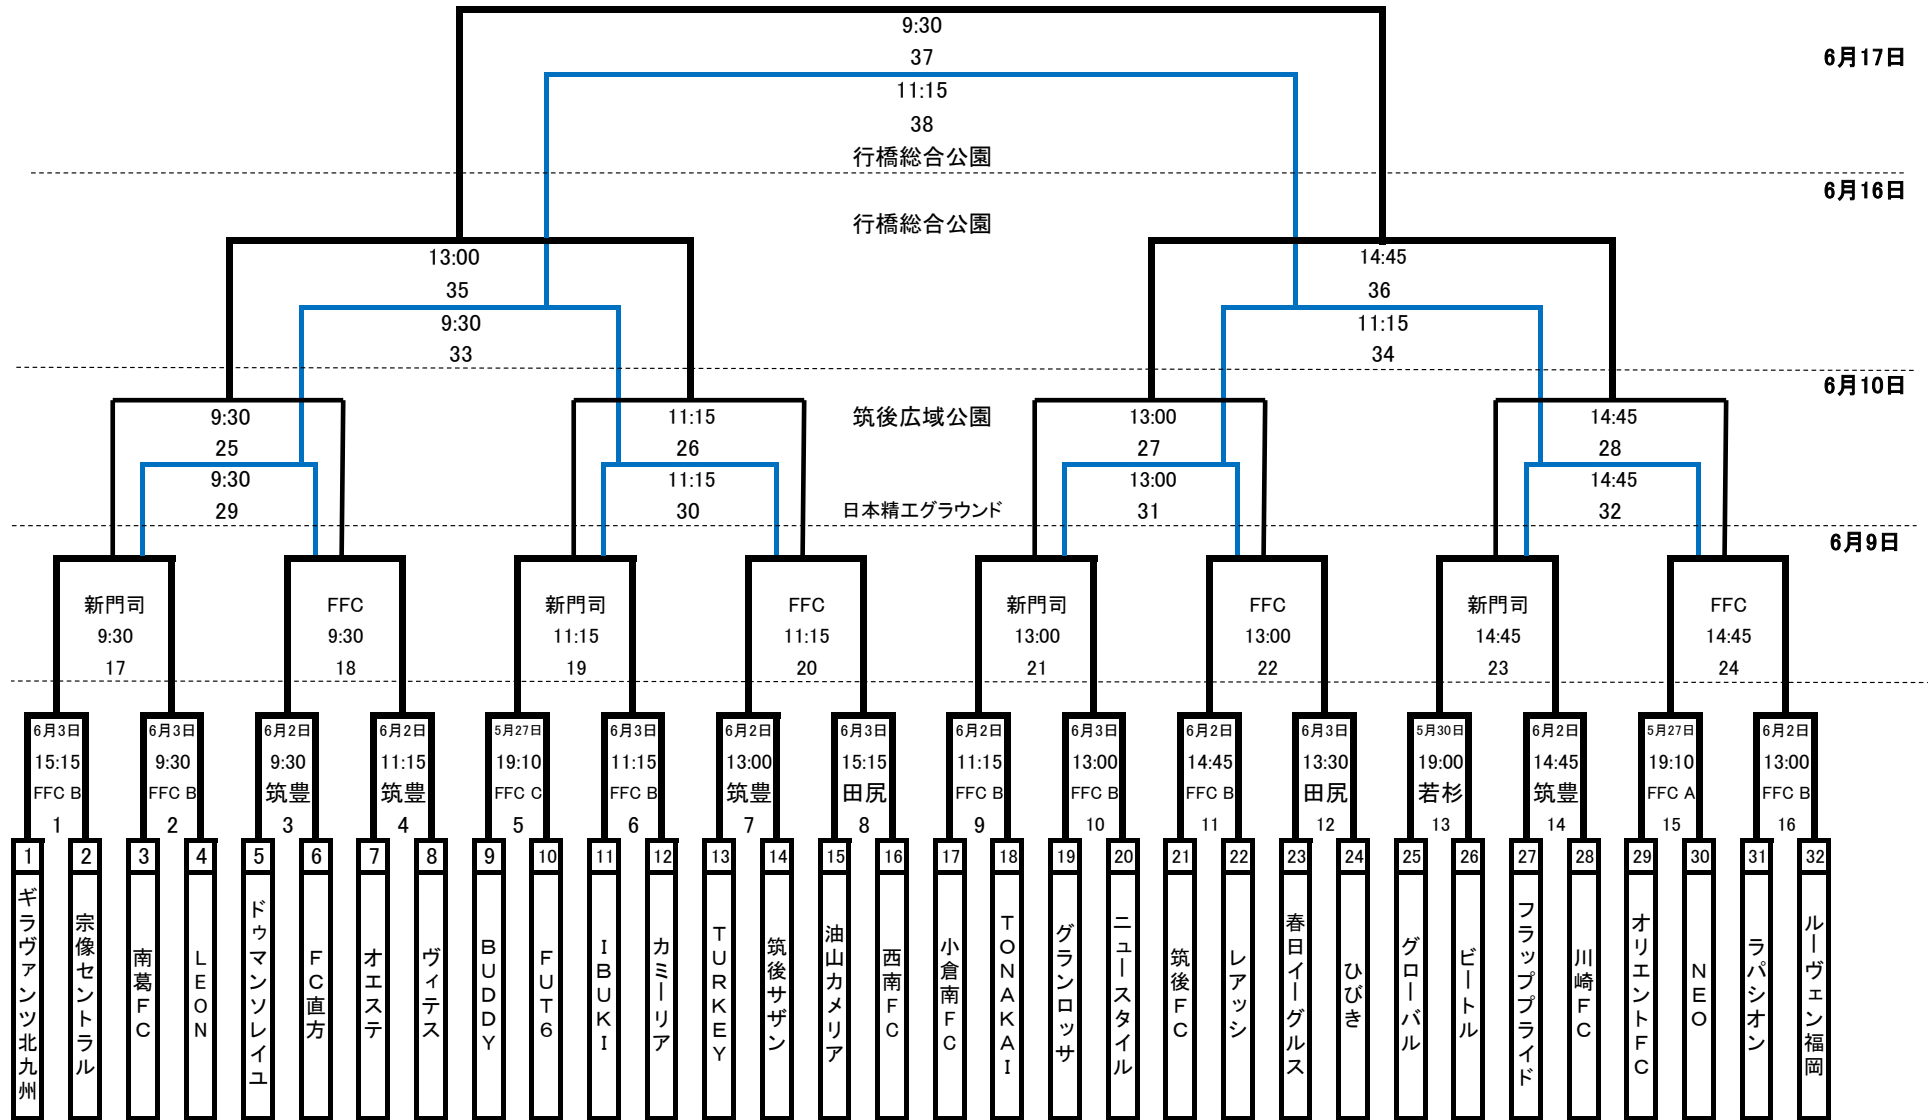 9:30
37
6月17日
11:15
38
行橋総合公園
6月16日
行橋総合公園
13:00
14:45
35
36
9:30
11:15
33
34
6月10日
9:30
11:15
筑後広域公園
13:00
14:45
25
26
27
28
9:30
11:15
13:00
14:45
29
30
日本精工グラウンド
31
32
6月9日
新門司
FFC
新門司
FFC
新門司
FFC
新門司
FFC
9:30
9:30
11:15
11:15
13:00
13:00
14:45
14:45
17
18
19
20
21
22
23
24
6月3日
6月3日
6月2日
6月2日
5月27日
6月3日
6月2日
6月3日
6月2日
6月3日
6月2日
6月3日
5月30日
6月2日
5月27日
6月2日
15:15
9:30
9:30
11:15
19:10
11:15
13:00
15:15
11:15
13:00
14:45
13:30
19:00
14:45
19:10
13:00
FFC B
FFC B
筑豊
筑豊
FFC C
FFC B
筑豊
田尻
FFC B
FFC B
FFC B
田尻
若杉
筑豊
FFC A
FFC B
1
2
3
4
5
6
7
8
9
10
11
12
13
14
15
16
1
2
3
4
5
6
7
8
9
10
11
12
13
14
15
16
17
18
19
20
21
22
23
24
25
26
27
28
29
30
31
32
ギラヴァンツ北九州
宗像セントラル
南葛ＦＣ
ＬＥＯＮ
ドゥマンソレイユ
ＦＣ直方
オエステ
ヴィテス
ＢＵＤＤＹ
ＦＵＴ６
ＩＢＵＫＩ
カミーリア
ＴＵＲＫＥＹ
筑後サザン
油山カメリア
西南ＦＣ
小倉南ＦＣ
ＴＯＮＡＫＡＩ
グランロッサ
ニュースタイル
筑後ＦＣ
レアッシ
春日イーグルス
ひびき
グローバル
ビートル
フラッププライド
川崎ＦＣ
オリエントＦＣ
ＮＥＯ
ラパシオン
ルーヴェン福岡